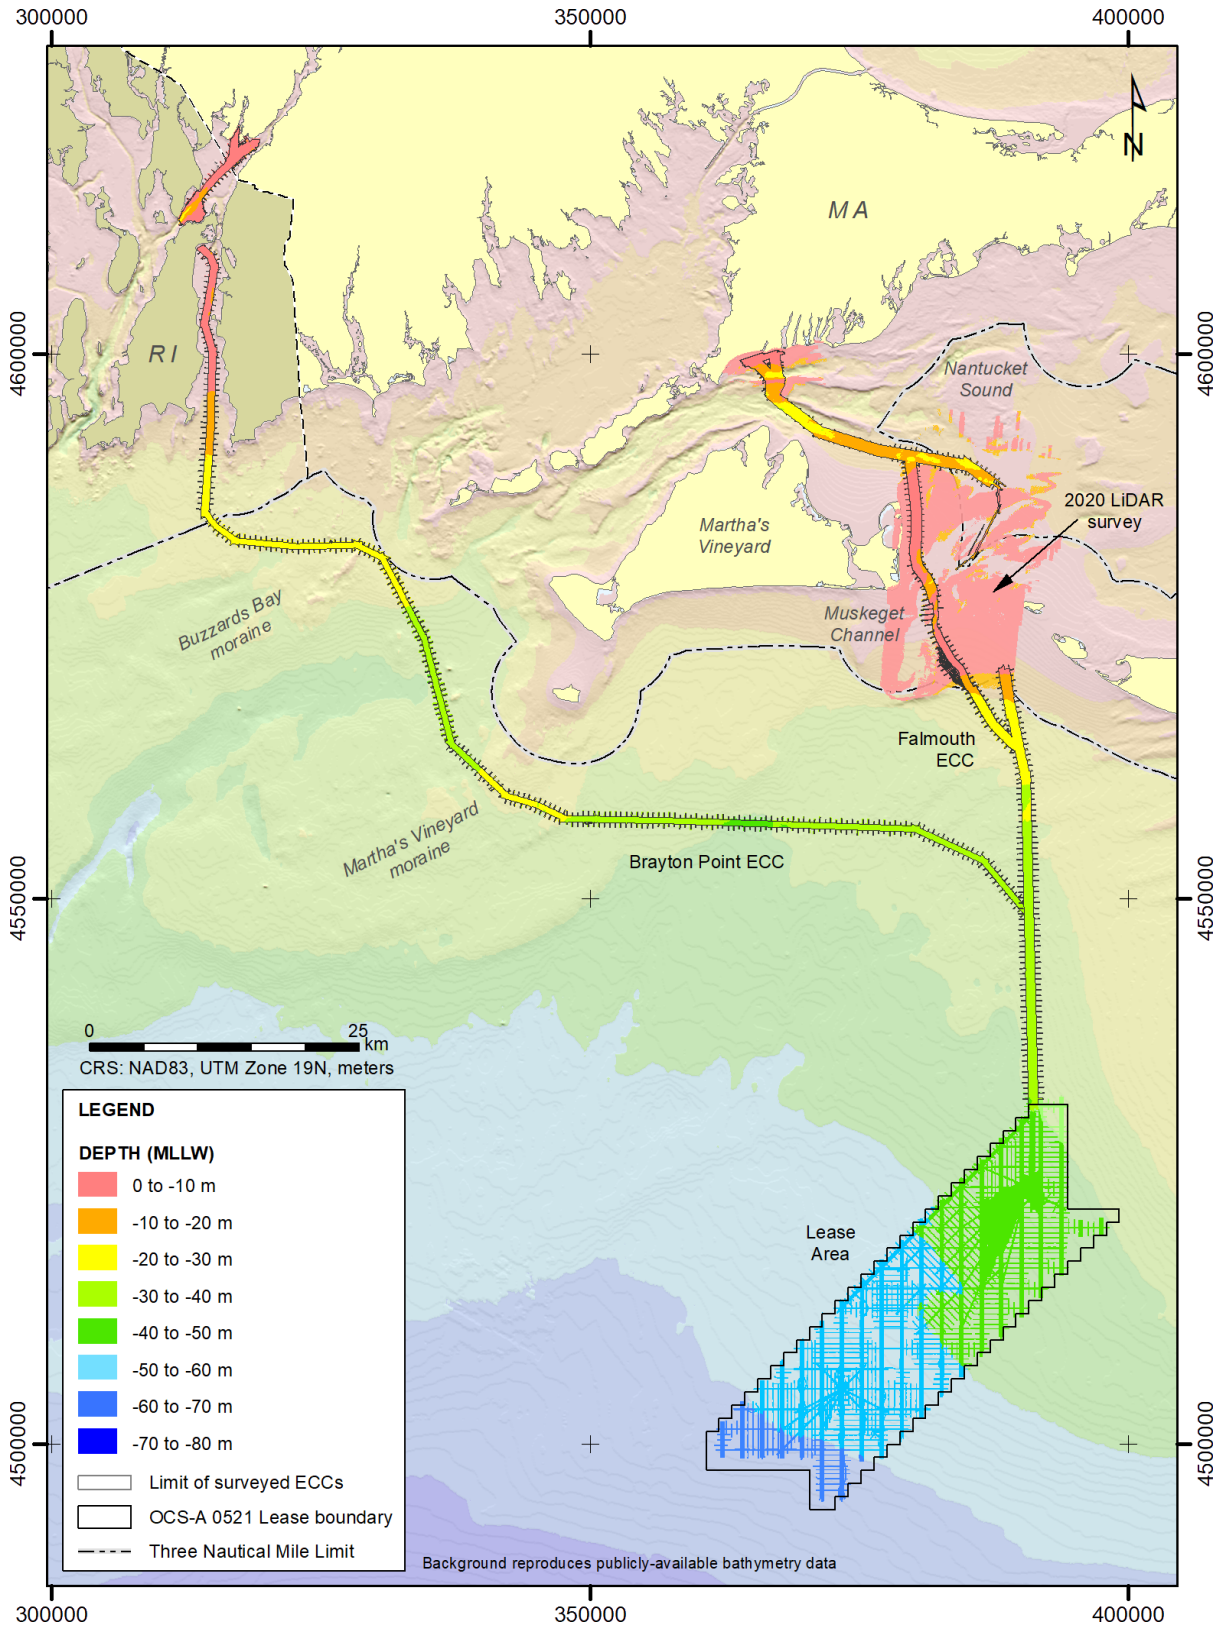 300000
350000
400000
N
MA
RI
4600000
4600000
Nantucket
Sound
2020 LiDAR
survey
Martha's
Vineyard
Muskeget
Channel
Buzzards Bay
moraine
Falmouth
ECC
Martha's Vineyard
moraine
Brayton Point ECC
4550000
4550000
0 25
km
CRS: NAD83, UTM Zone 19N, meters
LEGEND
DEPTH (MLLW)
0 to -10 m
-10 to -20 m
-20 to -30 m
-30 to -40 m
-40 to -50 m
-50 to -60 m
-60 to -70 m
-70 to -80 m
Limit of surveyed ECCs
OCS-A 0521 Lease boundary
Three Nautical Mile Limit
Lease
Area
4500000
4500000
Background reproduces publicly-available bathymetry data
300000
350000
400000